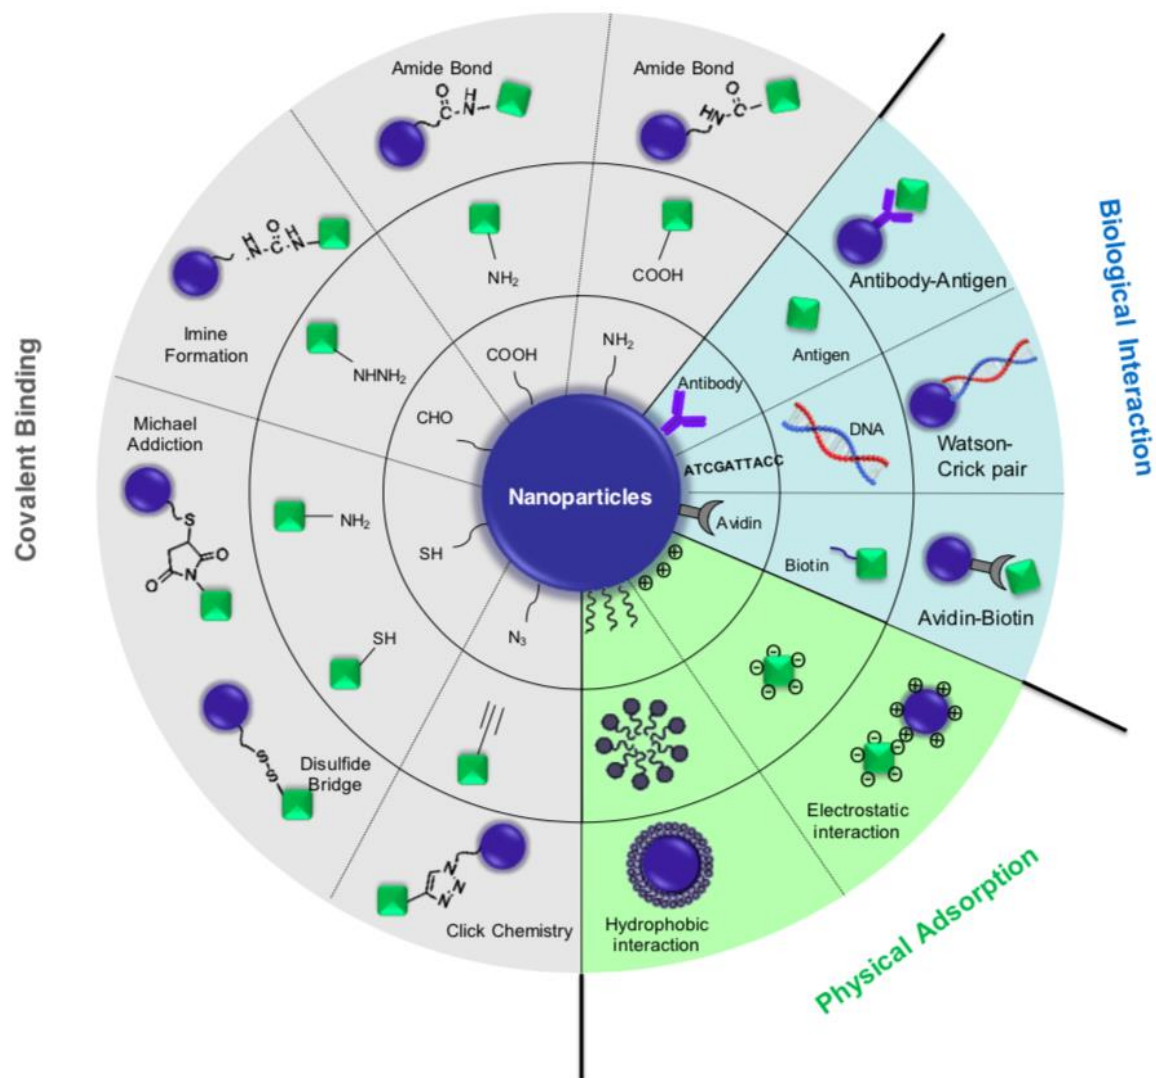 Amide Bond
O
H
C
N
Amide Bond
O
HN
C
NH₂
COOH
Imine
Formation
H
N
O
C
H
N
NHNH₂
COOH
NH₂
CHO
Antibody
Antigen
Antibody-Antigen
Biological Interaction
Covalent Binding
Michael
Addiction
S
O
O
N
NH₂
SH
Nanoparticles
ATCGATTACC
DNA
Watson-
Crick pair
Avidin
Biotin
Avidin-Biotin
+
+
+
N₃
SH
S-S
Disulfide
Bridge
N
N
N
Click Chemistry
Hydrophobic
interaction
-
-
-
-
-
+
+
+
+
+
+
-
-
-
-
-
Electrostatic
interaction
Physical Adsorption